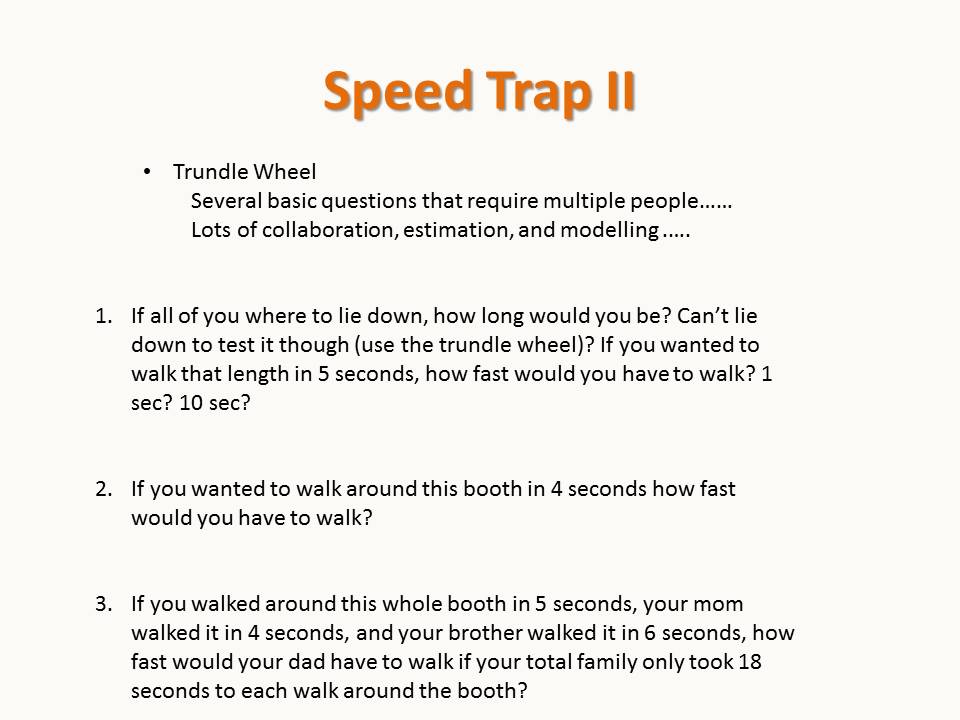 Speed Trap II
• Trundle Wheel
Several basic questions that require multiple people……
Lots of collaboration, estimation, and modelling .....
1. If all of you where to lie down, how long would you be? Can’t lie
down to test it though (use the trundle wheel)? If you wanted to
walk that length in 5 seconds, how fast would you have to walk? 1
sec? 10 sec?
2. If you wanted to walk around this booth in 4 seconds how fast
would you have to walk?
3. If you walked around this whole booth in 5 seconds, your mom
walked it in 4 seconds, and your brother walked it in 6 seconds, how
fast would your dad have to walk if your total family only took 18
seconds to each walk around the booth?